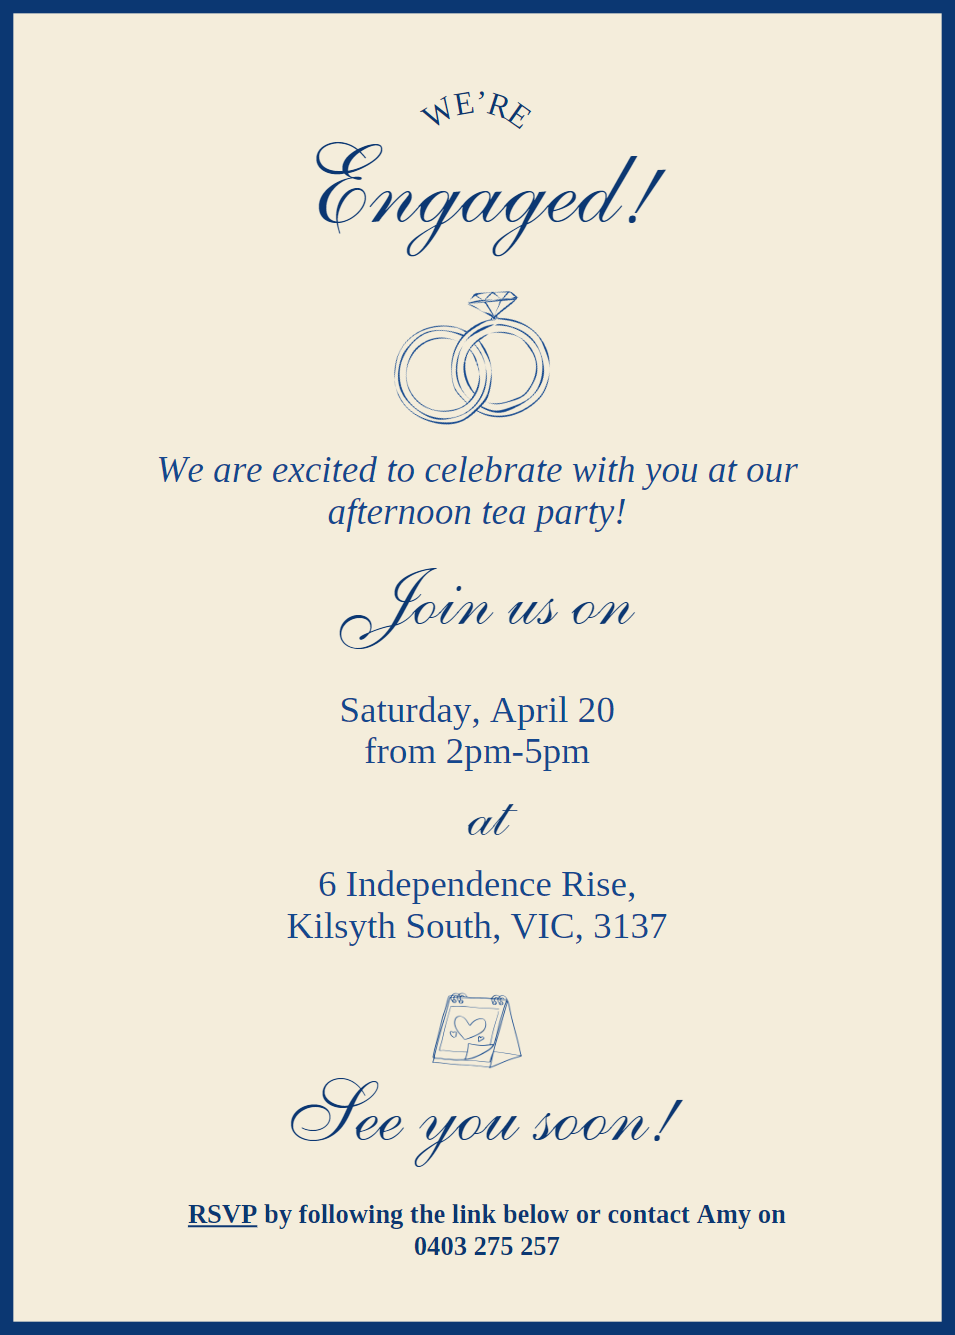 WE’RE
Engaged!
We are excited to celebrate with you at our
afternoon tea party!
Join us on
Saturday, April 20
from 2pm-5pm
at
6 Independence Rise,
Kilsyth South, VIC, 3137
See you soon!
RSVP by following the link below or contact Amy on
0403 275 257